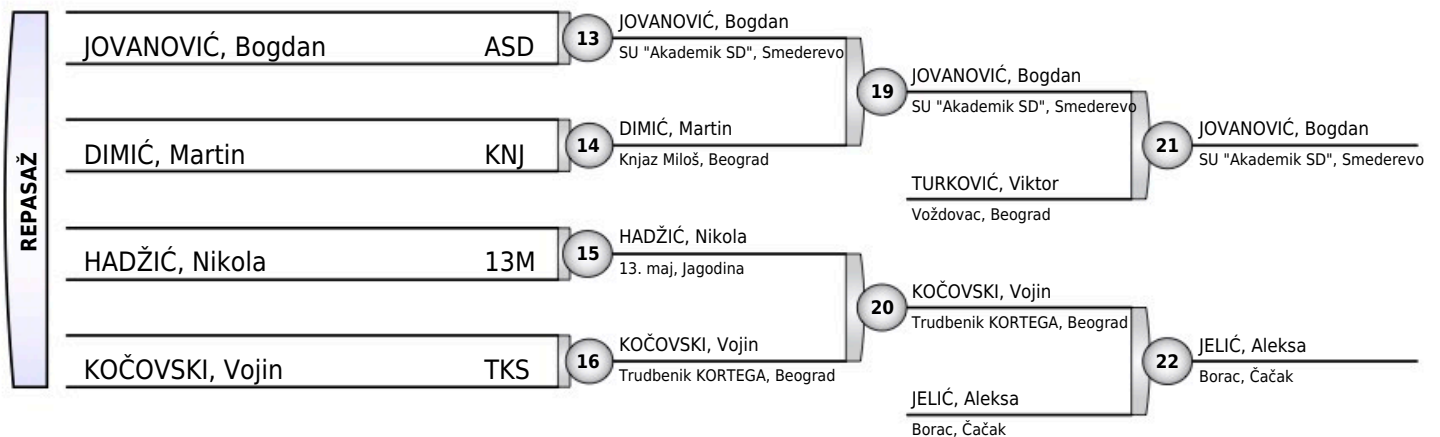 REPASAŽ
JOVANOVIĆ, Bogdan ASD
DIMIĆ, Martin KNJ
HADŽIĆ, Nikola 13M
KOČOVSKI, Vojin TKS
13
JOVANOVIĆ, Bogdan
SU "Akademik SD", Smederevo
14
DIMIĆ, Martin
Knjaz Miloš, Beograd
15
HADŽIĆ, Nikola
13. maj, Jagodina
16
KOČOVSKI, Vojin
Trudbenik KORTEGA, Beograd
19
JOVANOVIĆ, Bogdan
SU "Akademik SD", Smederevo
TURKOVIĆ, Viktor
Voždovac, Beograd
20
KOČOVSKI, Vojin
Trudbenik KORTEGA, Beograd
JELIĆ, Aleksa
Borac, Čačak
21
JOVANOVIĆ, Bogdan
SU "Akademik SD", Smederevo
22
JELIĆ, Aleksa
Borac, Čačak